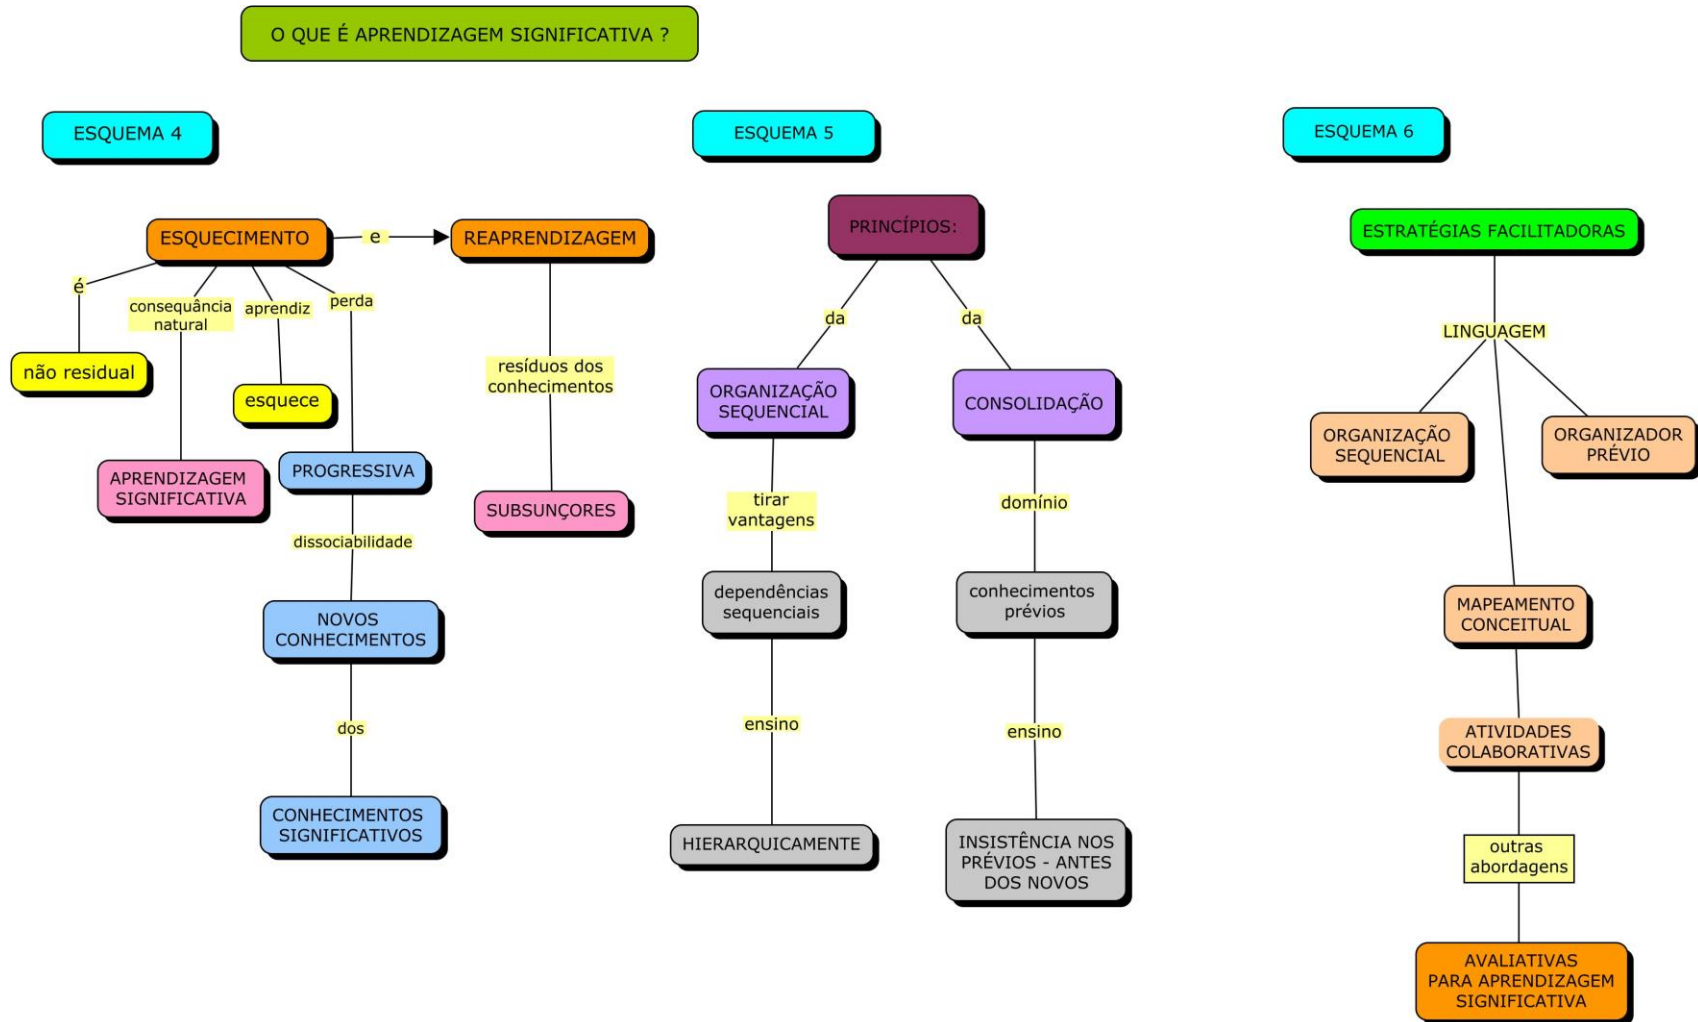 O QUE É APRENDIZAGEM SIGNIFICATIVA ?
ESQUEMA 4
ESQUECIMENTO
e
REAPRENDIZAGEM
é
consequância
natural
aprendiz
perda
não residual
esquece
APRENDIZAGEM
SIGNIFICATIVA
PROGRESSIVA
dissociabilidade
NOVOS
CONHECIMENTOS
dos
CONHECIMENTOS
SIGNIFICATIVOS
resíduos dos
conhecimentos
SUBSUNÇORES
ESQUEMA 5
PRINCÍPIOS:
da
da
ORGANIZAÇÃO
SEQUENCIAL
tirar
vantagens
dependências
sequenciais
ensino
HIERARQUICAMENTE
CONSOLIDAÇÃO
domínio
conhecimentos
prévios
ensino
INSISTÊNCIA NOS
PRÉVIOS - ANTES
DOS NOVOS
ESQUEMA 6
ESTRATÉGIAS FACILITADORAS
LINGUAGEM
ORGANIZAÇÃO
SEQUENCIAL
ORGANIZADOR
PRÉVIO
MAPEAMENTO
CONCEITUAL
ATIVIDADES
COLABORATIVAS
outras
abordagens
AVALIATIVAS
PARA APRENDIZAGEM
SIGNIFICATIVA